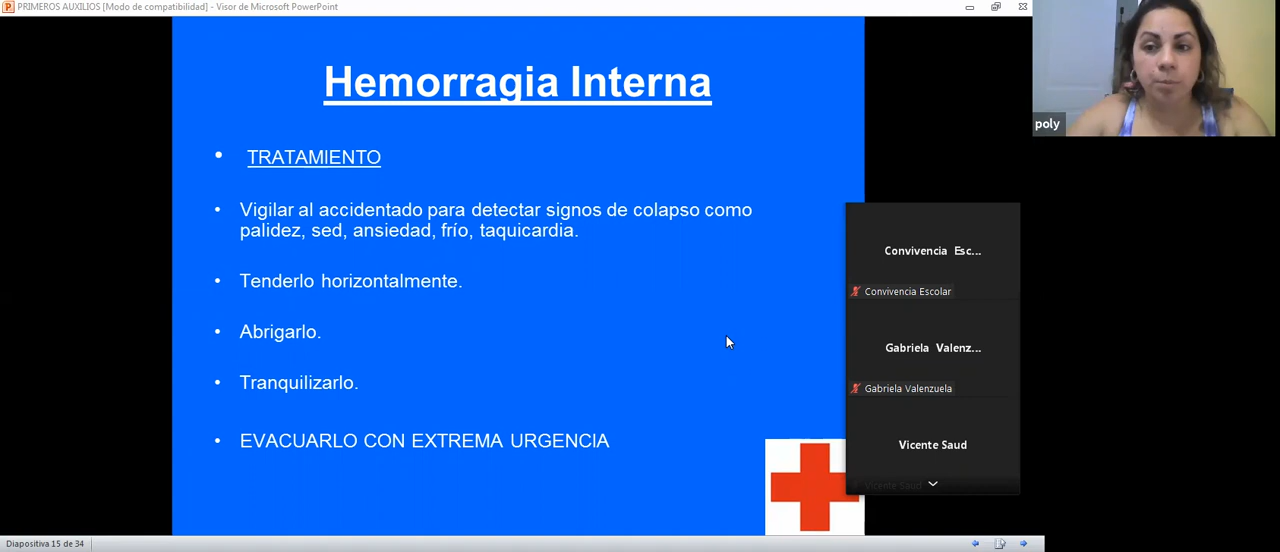 PRIMEROS AUXILIOS [Modo de compatibilidad] - Visor de Microsoft PowerPoint
Hemorragia Interna
• TRATAMIENTO
• Vigilar al accidentado para detectar signos de colapso como
palidez, sed, ansiedad, frío, taquicardia.
• Tenderlo horizontalmente.
• Abrigarlo.
• Tranquilizarlo.
• EVACUARLO CON EXTREMA URGENCIA
poly
Convivencia Esc...
Convivencia Escolar
Gabriela Valenz...
Gabriela Valenzuela
Vicente Saud
Vicente Saud
Diapositiva 15 de 34